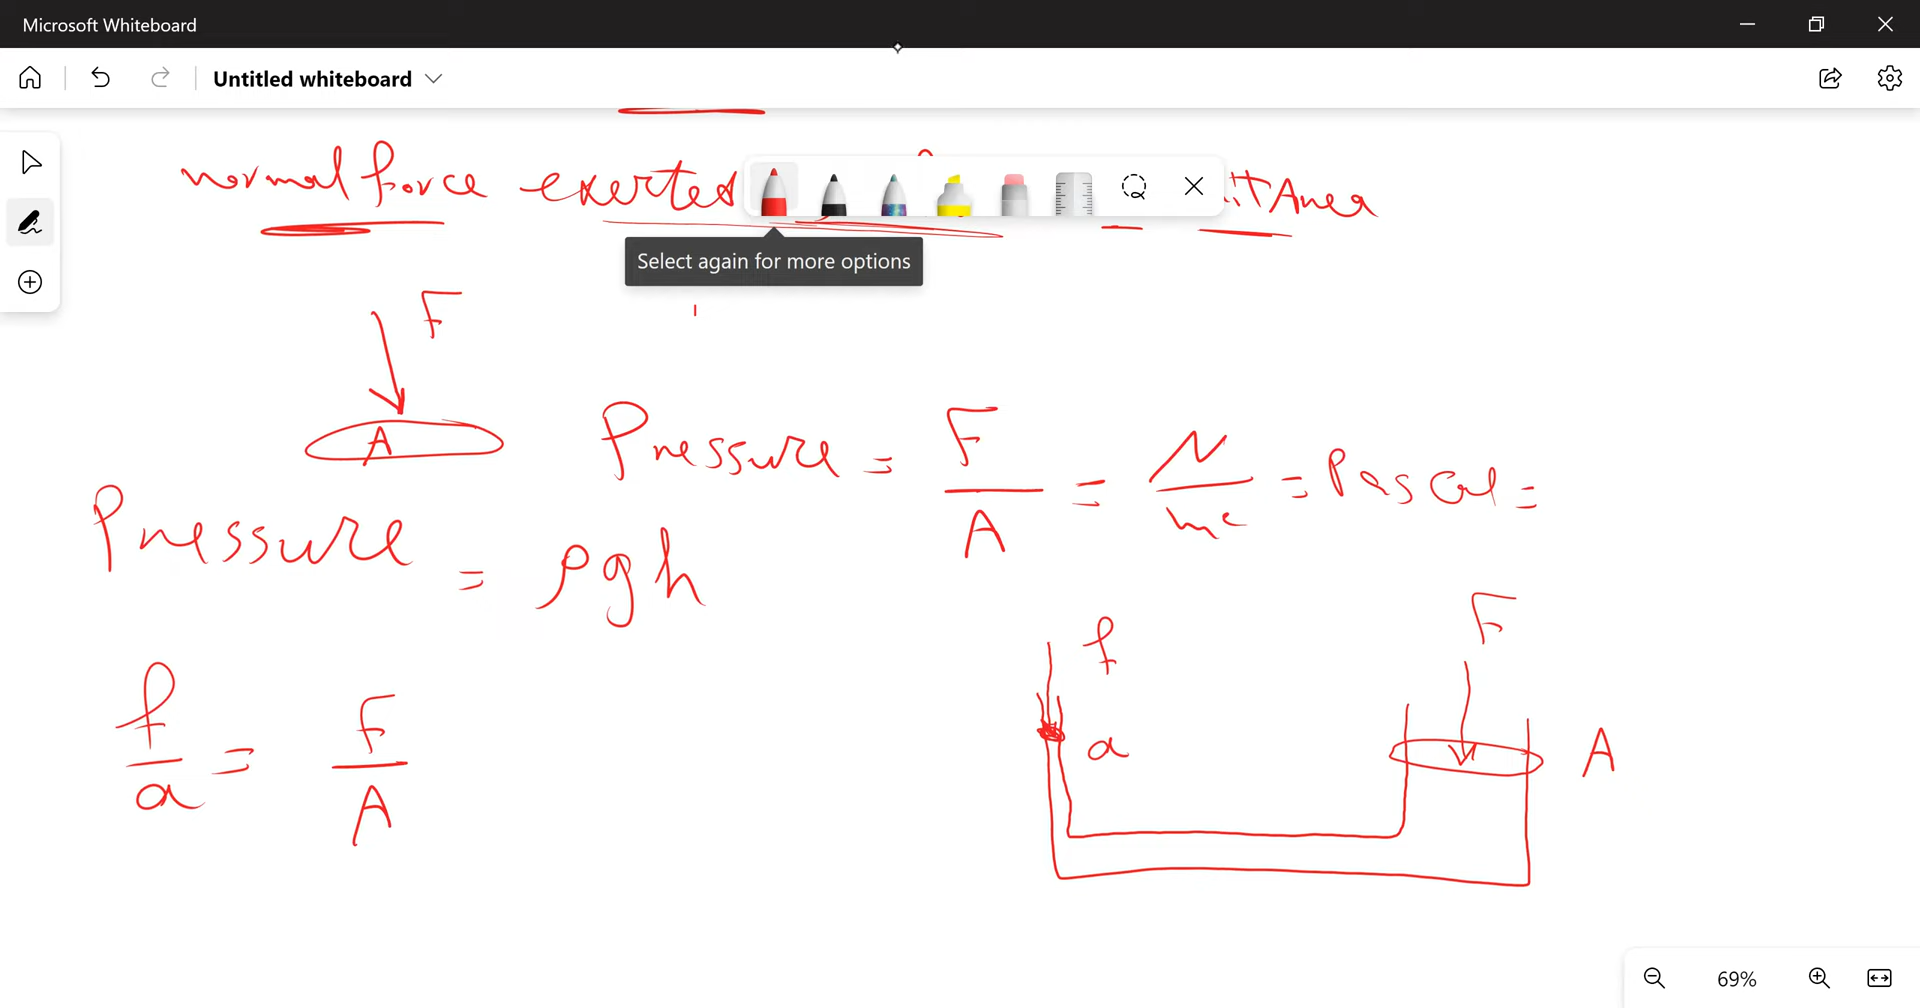 Microsoft Whiteboard
Untitled whiteboard
normal force exerted
Area
Select again for more options
F
A
Pressure = F/A = N/m² = Pascal =
Pressure = ρgh
f/a = F/A
f
F
a
A
69%